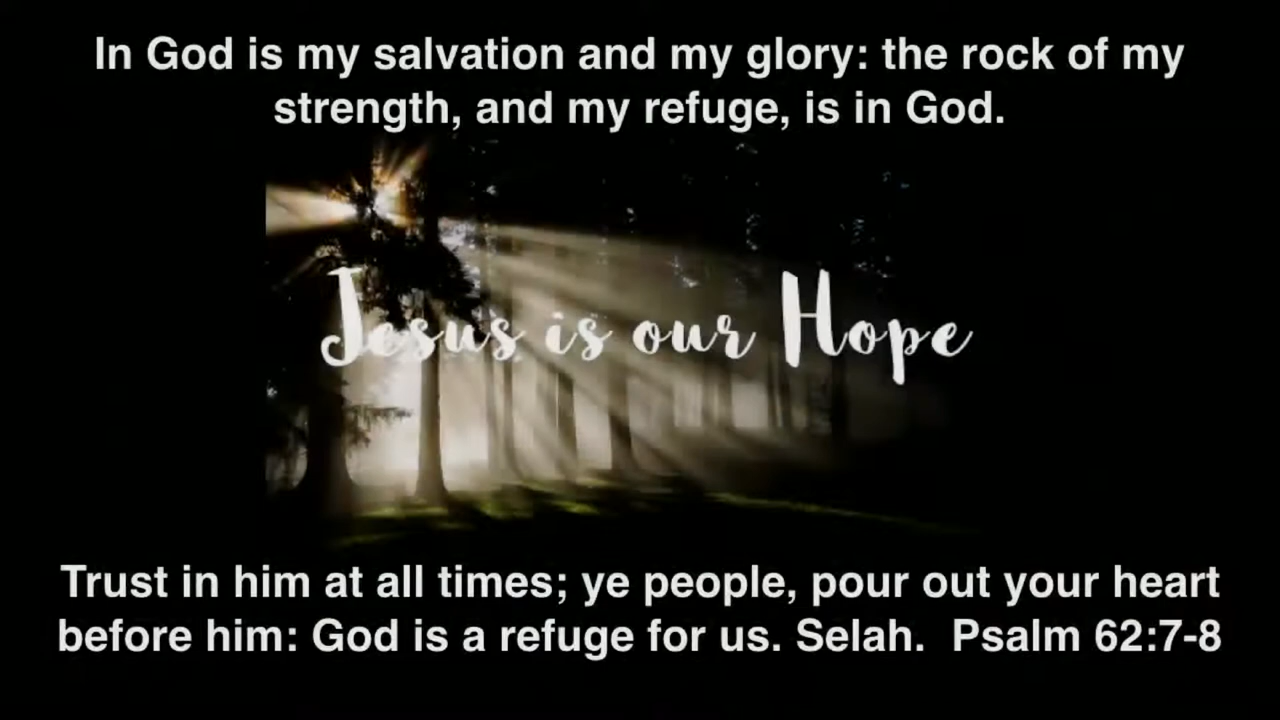 In God is my salvation and my glory: the rock of my
strength, and my refuge, is in God.
Jesus is our Hope
Trust in him at all times; ye people, pour out your heart
before him: God is a refuge for us. Selah.  Psalm 62:7-8